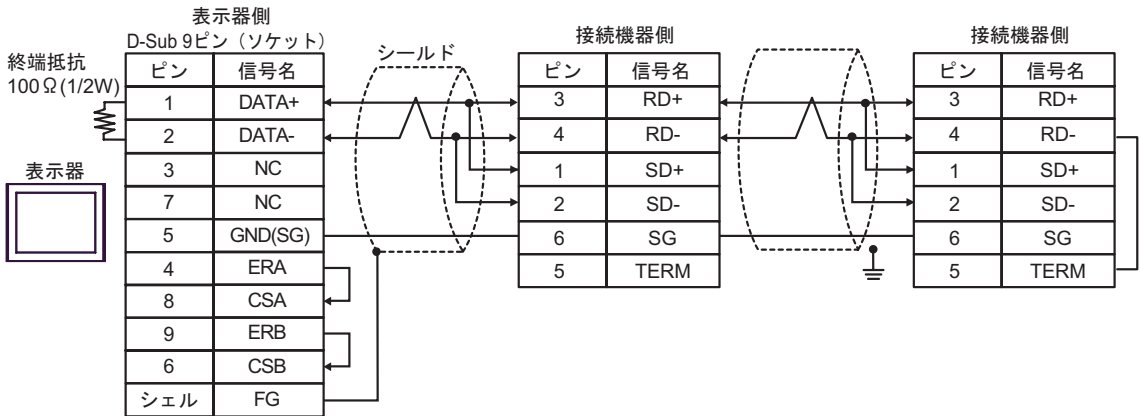 表示器側
D-Sub 9ピン（ソケット）
終端抵抗
100Ω(1/2W)
表示器
ピン 信号名
1 DATA+
2 DATA-
3 NC
7 NC
5 GND(SG)
4 ERA
8 CSA
9 ERB
6 CSB
シェル FG
シールド
接続機器側
ピン 信号名
3 RD+
4 RD-
1 SD+
2 SD-
6 SG
5 TERM
接続機器側
ピン 信号名
3 RD+
4 RD-
1 SD+
2 SD-
6 SG
5 TERM